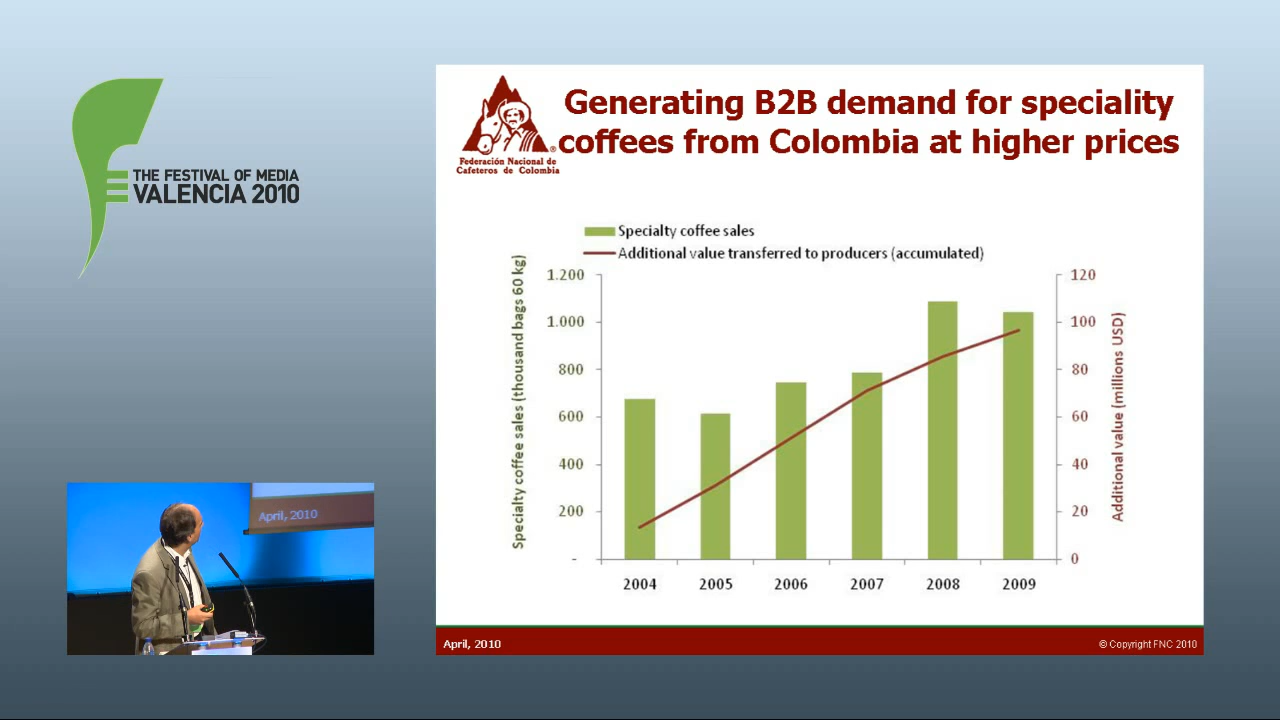 THE FESTIVAL OF MEDIA
VALENCIA 2010
Federación Nacional de
Cafeteros de Colombia
®
Generating B2B demand for speciality
coffees from Colombia at higher prices
Specialty coffee sales
Additional value transferred to producers (accumulated)
Specialty coffee sales (thousand bags 60 kg)
1.200
1.000
800
600
400
200
-
120
100
80
60
40
20
0
Additional value (millions USD)
2004 2005 2006 2007 2008 2009
April, 2010
© Copyright FNC 2010
April, 2010